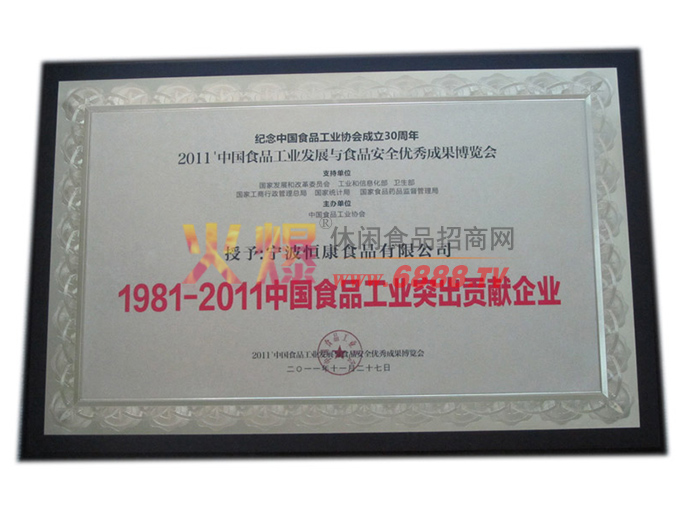 纪念中国食品工业协会成立30周年
2011'中国食品工业发展与食品安全优秀成果博览会
支持单位
国家发展和改革委员会 工业和信息化部 卫生部
国家工商行政管理总局 国家统计局 国家食品药品监督管理局
主办单位
中国食品工业协会
®
火爆 休闲食品招商网
www.6888.TV
授予:宁波恒康食品有限公司
1981-2011中国食品工业突出贡献企业
2011'中国食品工业发展与食品安全优秀成果博览会
二〇一一年十一月二十七日